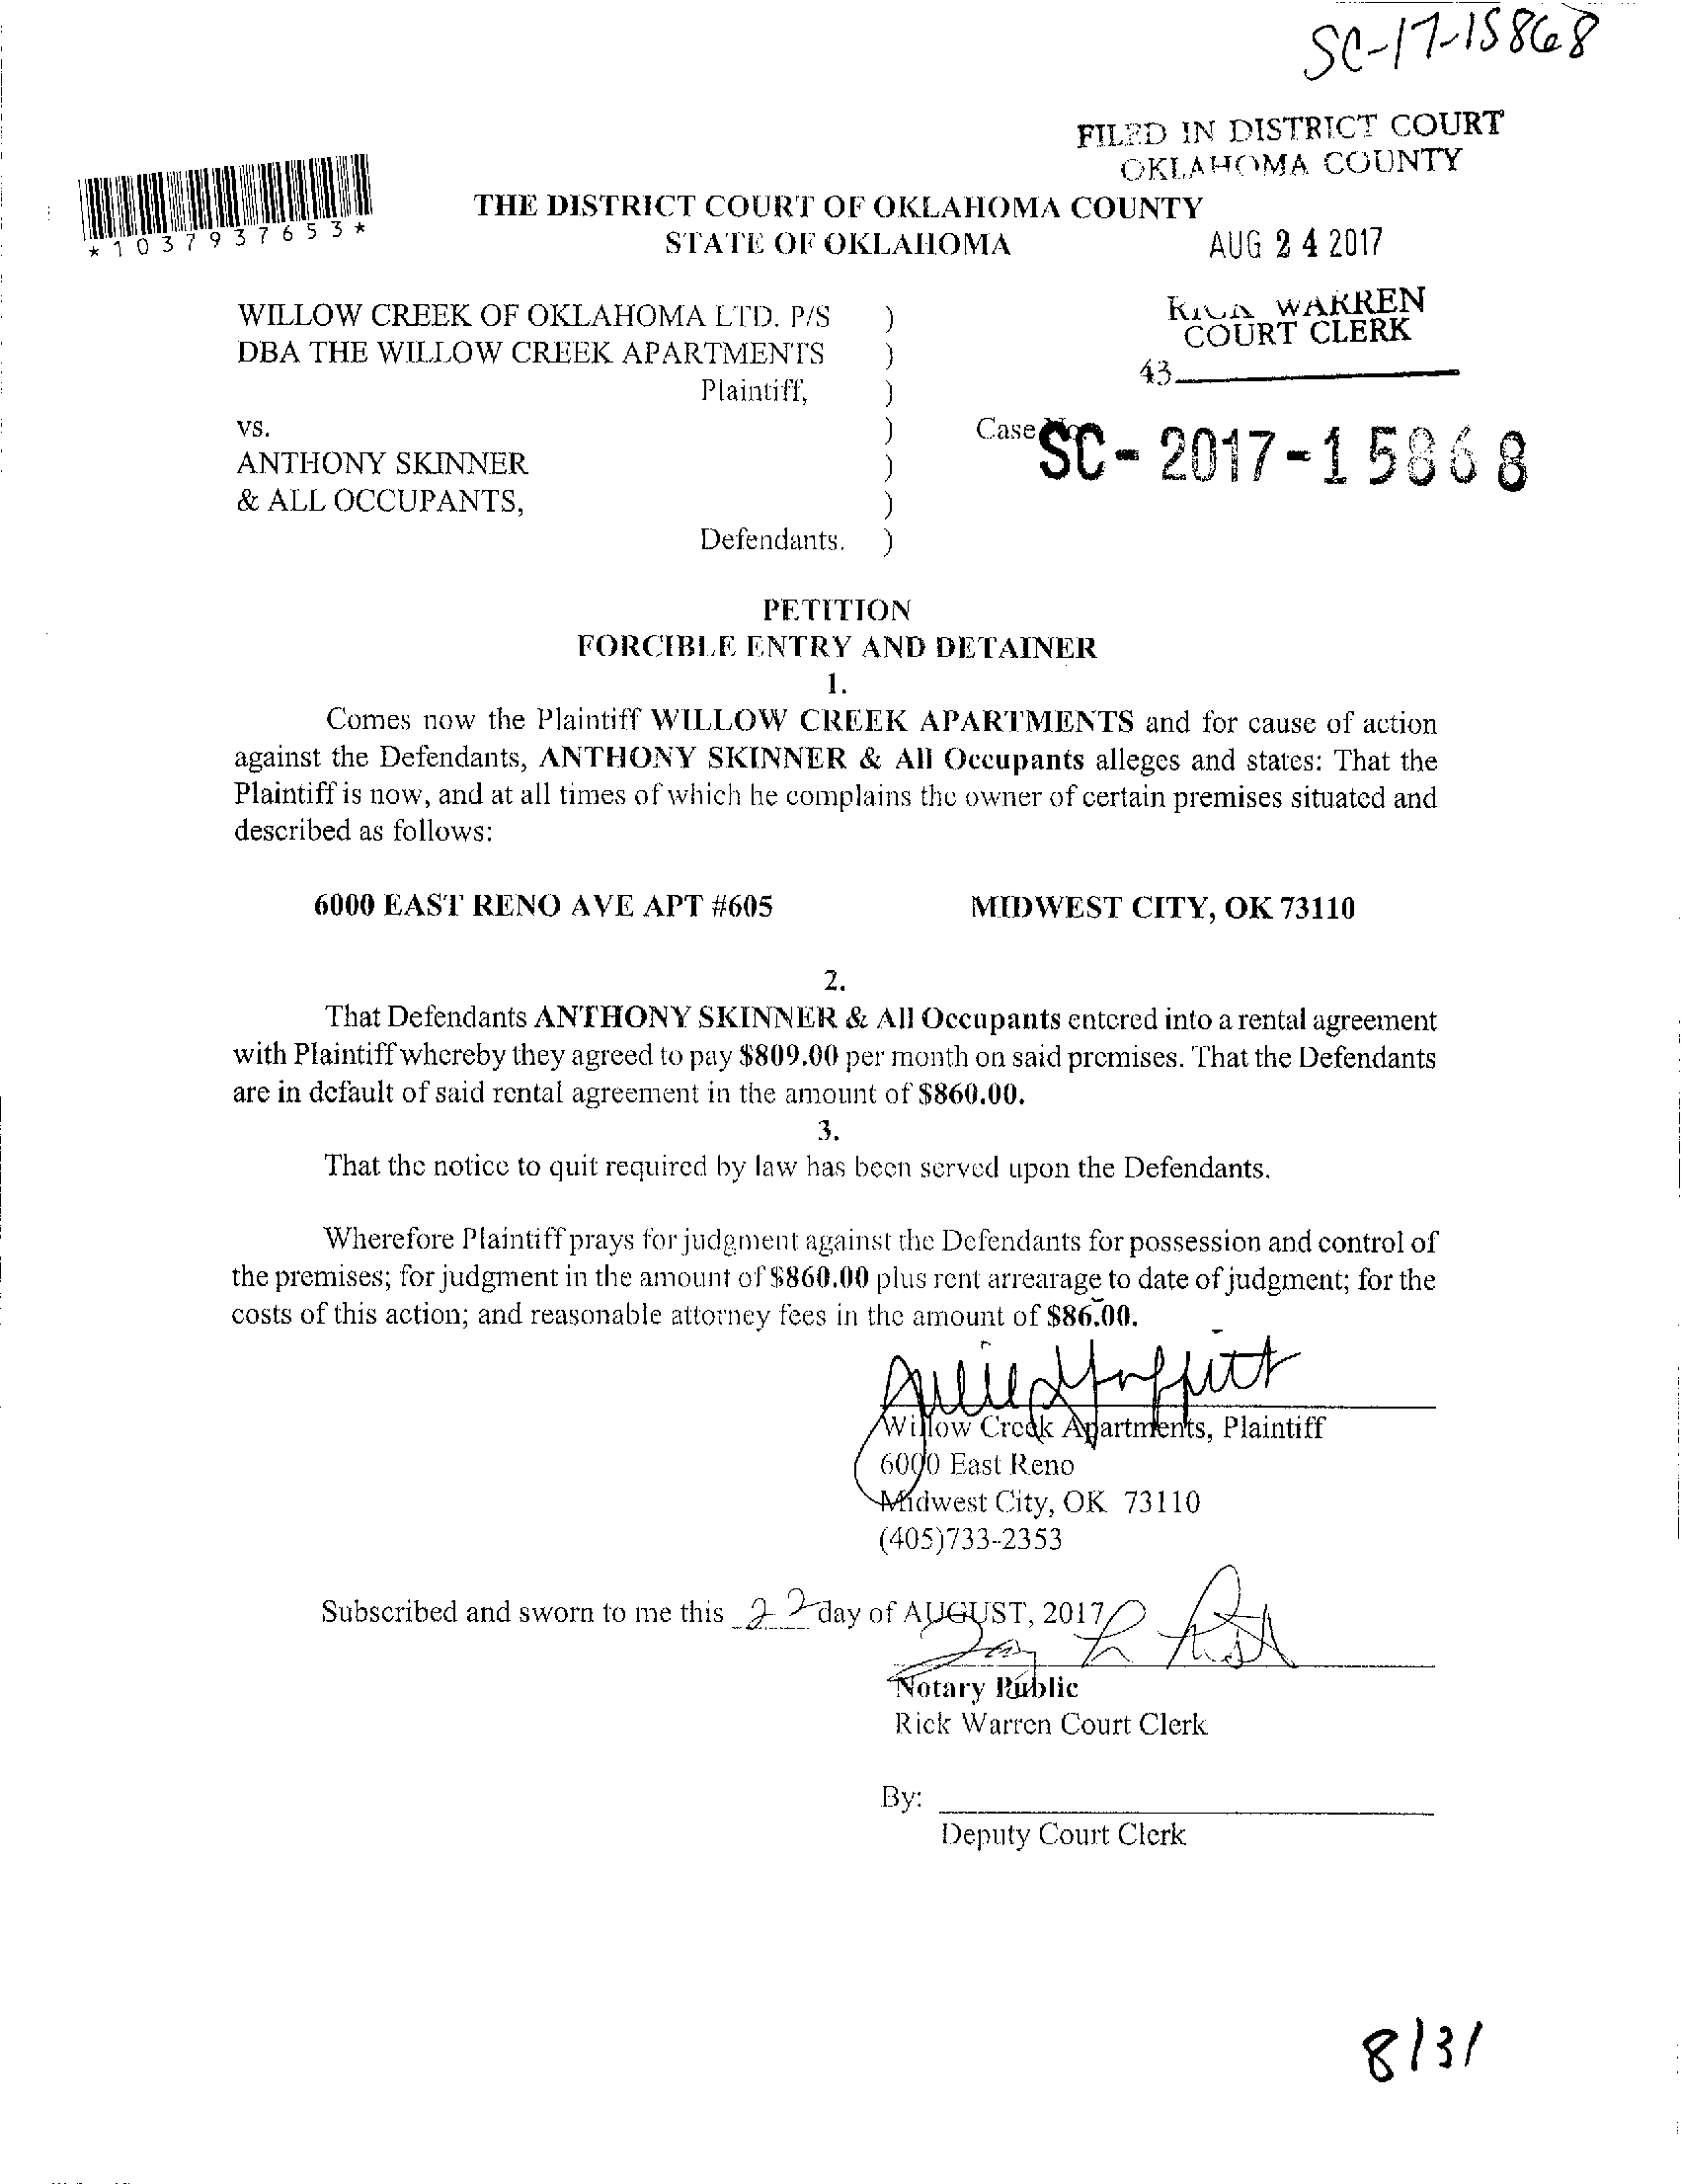 SC-17-15868
FILED IN DISTRICT COURT
OKLAHOMA COUNTY
*1037937653*
THE DISTRICT COURT OF OKLAHOMA COUNTY
STATE OF OKLAHOMA
AUG 24 2017
WILLOW CREEK OF OKLAHOMA LTD. P/S )
DBA THE WILLOW CREEK APARTMENTS )
Plaintiff, )
RICK WARREN
COURT CLERK
43
vs. )
ANTHONY SKINNER )
& ALL OCCUPANTS, )
Defendants. )
Case SC-2017-15868
PETITION
FORCIBLE ENTRY AND DETAINER
1.
Comes now the Plaintiff WILLOW CREEK APARTMENTS and for cause of action
against the Defendants, ANTHONY SKINNER & All Occupants alleges and states: That the
Plaintiff is now, and at all times of which he complains the owner of certain premises situated and
described as follows:
6000 EAST RENO AVE APT #605 MIDWEST CITY, OK 73110
2.
That Defendants ANTHONY SKINNER & All Occupants entered into a rental agreement
with Plaintiff whereby they agreed to pay $809.00 per month on said premises. That the Defendants
are in default of said rental agreement in the amount of $860.00.
3.
That the notice to quit required by law has been served upon the Defendants.
Wherefore Plaintiff prays for judgment against the Defendants for possession and control of
the premises; for judgment in the amount of $860.00 plus rent arrearage to date of judgment; for the
costs of this action; and reasonable attorney fees in the amount of $86.00.
Julie Moffitt
Willow Creek Apartments, Plaintiff
6000 East Reno
Midwest City, OK 73110
(405)733-2353
Subscribed and sworn to me this 22 day of AUGUST, 2017
Notary Public
Rick Warren Court Clerk
By:
Deputy Court Clerk
8/31